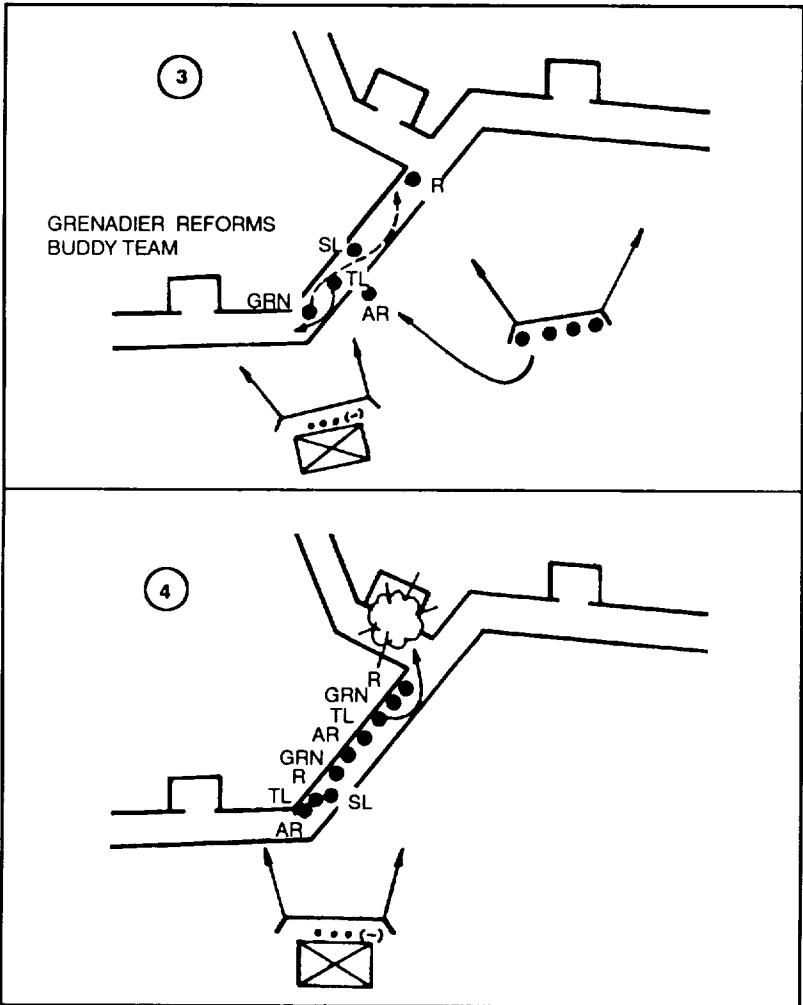 3
R
GRENADIER REFORMS
BUDDY TEAM
SL
TL
GRN
AR
(-)
4
R
GRN
TL
AR
GRN
R
TL
SL
AR
(-)